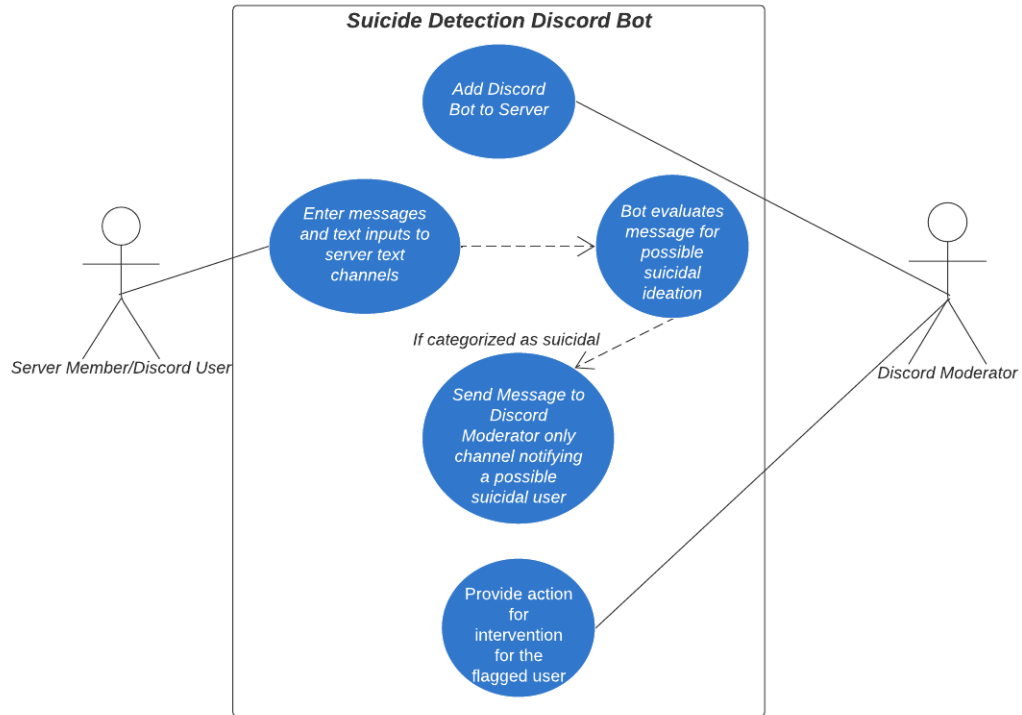 Suicide Detection Discord Bot
Add Discord
Bot to Server
Enter messages
and text inputs to
server text
channels
Bot evaluates
message for
possible
suicidal
ideation
If categorized as suicidal
Server Member/Discord User
Discord Moderator
Send Message to
Discord
Moderator only
channel notifying
a possible
suicidal user
Provide action
for
intervention
for the
flagged user